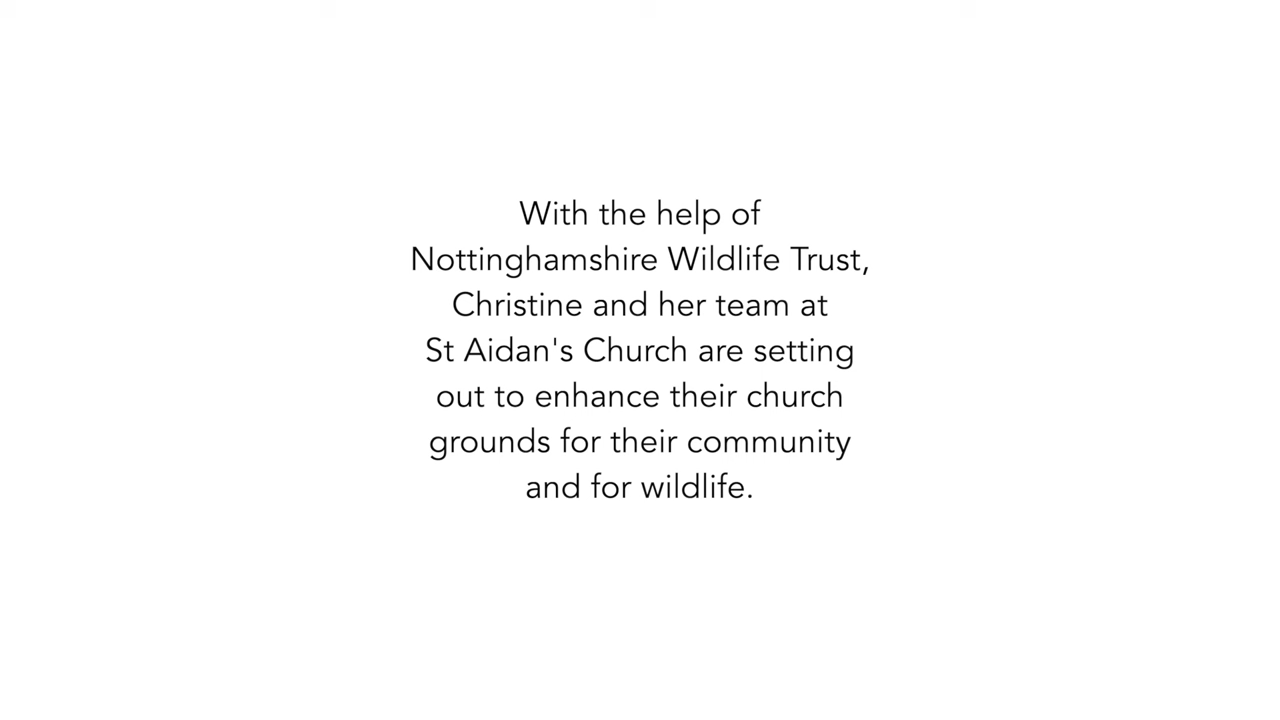 With the help of
Nottinghamshire Wildlife Trust,
Christine and her team at
St Aidan's Church are setting
out to enhance their church
grounds for their community
and for wildlife.